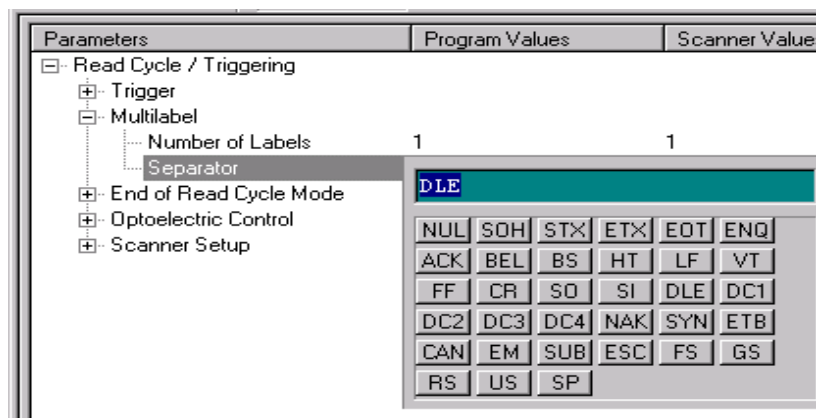 Parameters Program Values Scanner Value
Read Cycle / Triggering
Trigger
Multilabel
Number of Labels 1 1
Separator
DLE
End of Read Cycle Mode
Optoelectric Control
Scanner Setup
NUL SOH STX ETX EOT ENQ
ACK BEL BS HT LF VT
FF CR SO SI DLE DC1
DC2 DC3 DC4 NAK SYN ETB
CAN EM SUB ESC FS GS
RS US SP